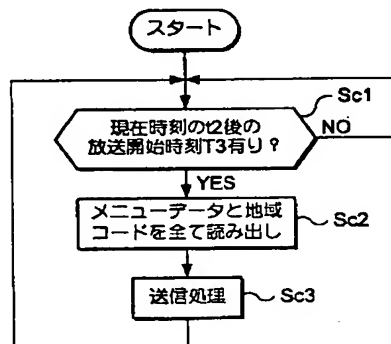 スタート
Sc1
現在時刻のt2後の
放送開始時刻T3有り?
NO
YES
メニューデータと地域
コードを全て読み出し
Sc2
送信処理
Sc3